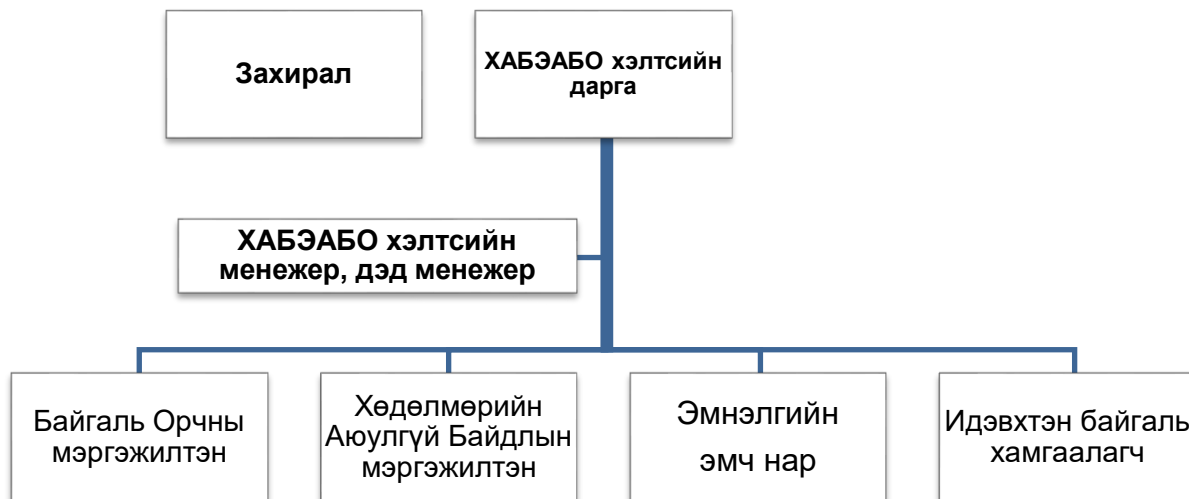 Захирал
ХАБЭАБО хэлтсийн
дарга
ХАБЭАБО хэлтсийн
менежер, дэд менежер
Байгаль Орчны
мэргэжилтэн
Хөдөлмөрийн
Аюулгүй Байдлын
мэргэжилтэн
Эмнэлгийн
эмч нар
Идэвхтэн байгаль
хамгаалагч